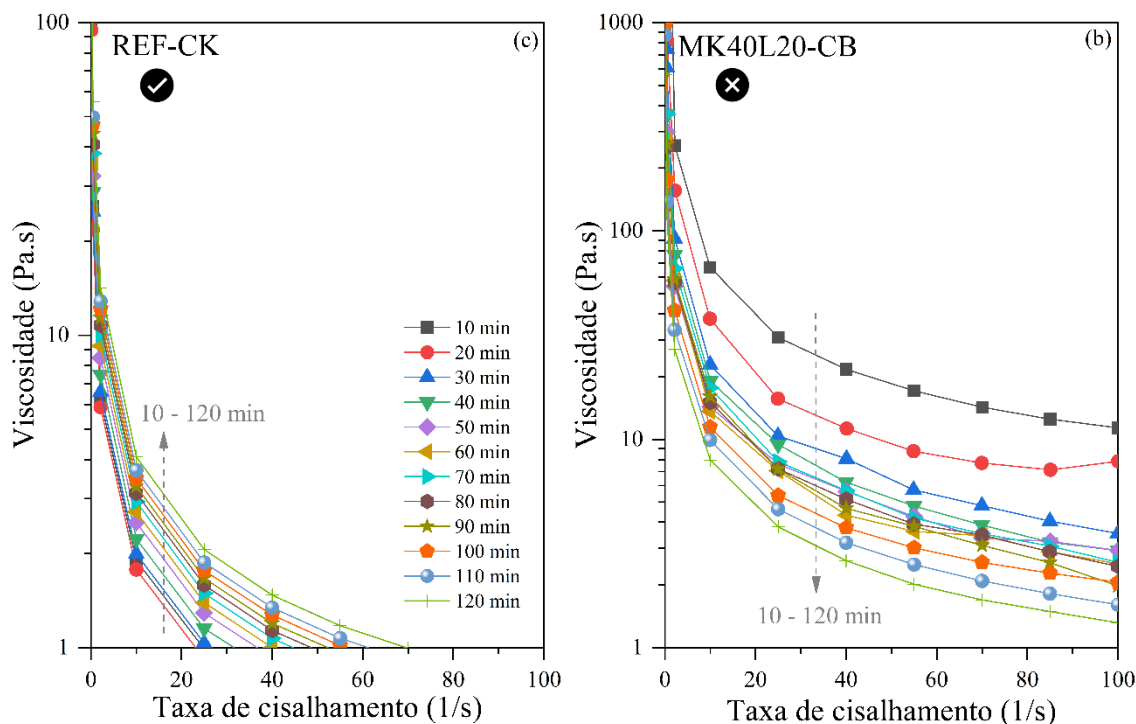 REF-CK
(c)
Viscosidade (Pa.s)
100
10
1
10 - 120 min
10 min
20 min
30 min
40 min
50 min
60 min
70 min
80 min
90 min
100 min
110 min
120 min
0 20 40 60 80 100
Taxa de cisalhamento (1/s)
MK40L20-CB
(b)
Viscosidade (Pa.s)
1000
100
10
1
10 - 120 min
0 20 40 60 80 100
Taxa de cisalhamento (1/s)